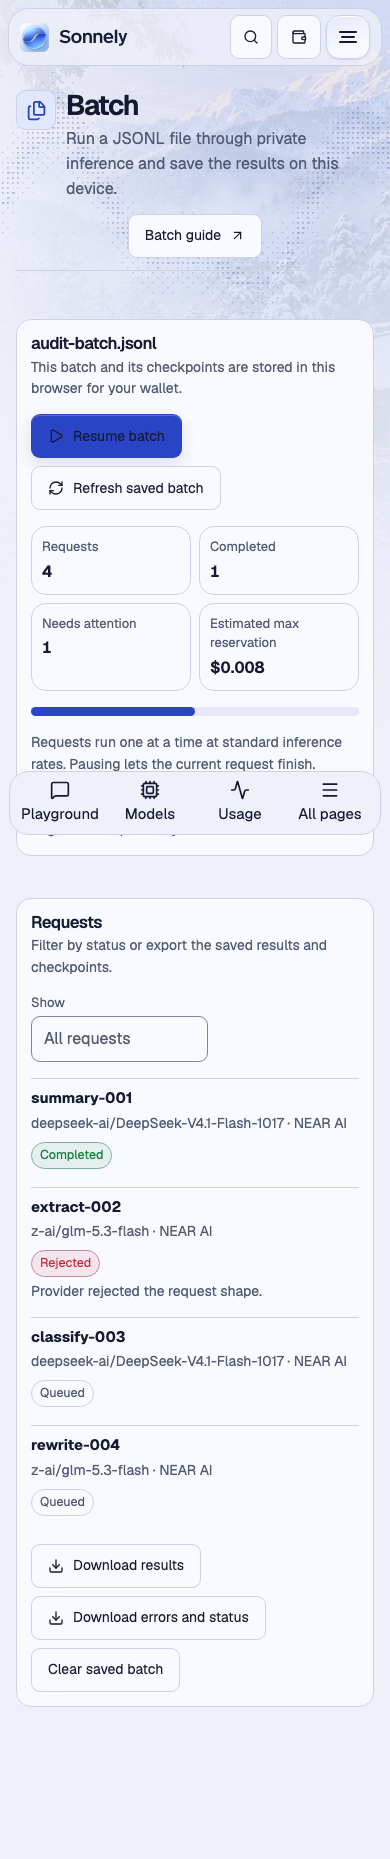 Sonnely
Batch
Run a JSONL file through private
inference and save the results on this
device.
Batch guide
audit-batch.jsonl
This batch and its checkpoints are stored in this
browser for your wallet.
Resume batch
Refresh saved batch
Requests
4
Completed
1
Needs attention
1
Estimated max
reservation
$0.008
Requests run one at a time at standard inference
rates. Pausing lets the current request finish.
Playground
Models
Usage
All pages
Requests
Filter by status or export the saved results and
checkpoints.
Show
All requests
summary-001
deepseek-ai/DeepSeek-V4.1-Flash-1017 · NEAR AI
Completed
extract-002
z-ai/glm-5.3-flash · NEAR AI
Rejected
Provider rejected the request shape.
classify-003
deepseek-ai/DeepSeek-V4.1-Flash-1017 · NEAR AI
Queued
rewrite-004
z-ai/glm-5.3-flash · NEAR AI
Queued
Download results
Download errors and status
Clear saved batch